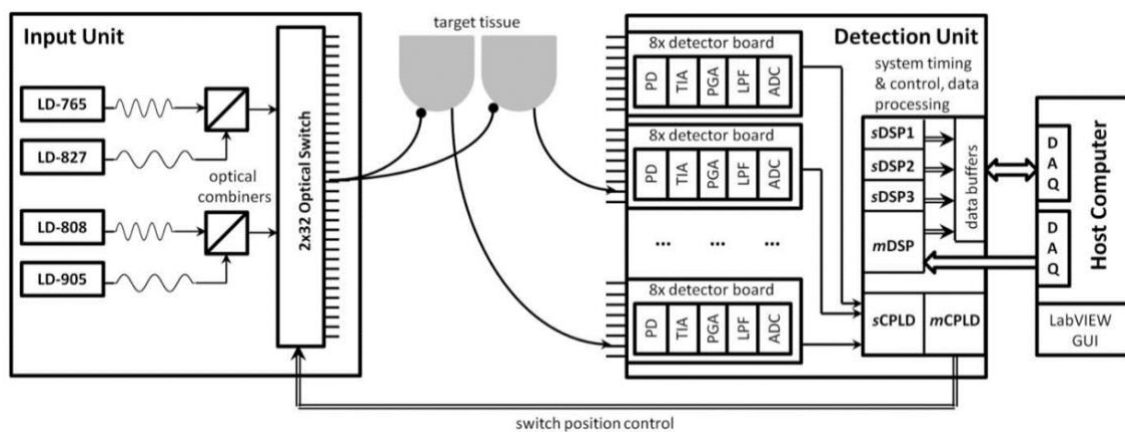 Input Unit
LD-765
LD-827
optical
combiners
LD-808
LD-905
2x32 Optical Switch
target tissue
Detection Unit
8x detector board
PD TIA PGA LPF ADC
8x detector board
PD TIA PGA LPF ADC
...
...
...
8x detector board
PD TIA PGA LPF ADC
system timing
& control, data
processing
sDSP1
sDSP2
sDSP3
mDSP
data buffers
sCPLD
mCPLD
DAQ
DAQ
Host Computer
LabVIEW
GUI
switch position control